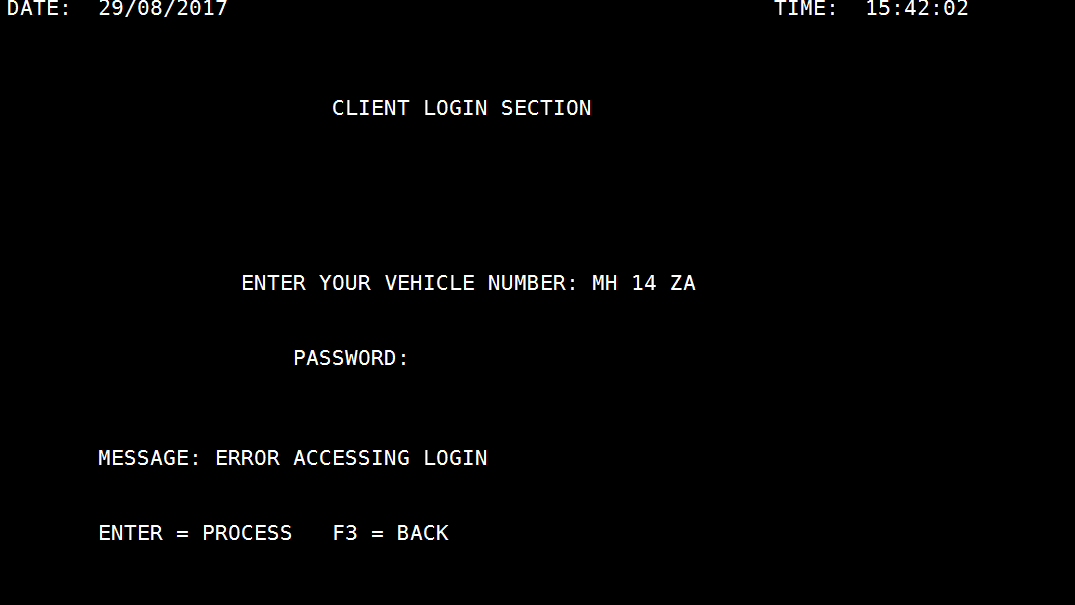 DATE: 29/08/2017 TIME: 15:42:02
CLIENT LOGIN SECTION
ENTER YOUR VEHICLE NUMBER: MH 14 ZA
PASSWORD:
MESSAGE: ERROR ACCESSING LOGIN
ENTER = PROCESS F3 = BACK